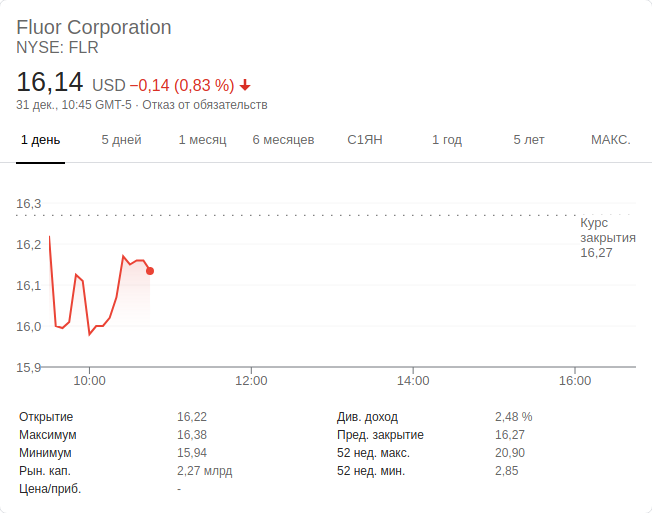 Fluor Corporation
NYSE: FLR
16,14 USD −0,14 (0,83 %)
31 дек., 10:45 GMT-5 · Отказ от обязательств
1 день 5 дней 1 месяц 6 месяцев С1ЯН 1 год 5 лет МАКС.
16,3
Курс
закрытия
16,27
16,2
16,1
16,0
15,9
10:00 12:00 14:00 16:00
Открытие 16,22 Див. доход 2,48 %
Максимум 16,38 Пред. закрытие 16,27
Минимум 15,94 52 нед. макс. 20,90
Рын. кап. 2,27 млрд 52 нед. мин. 2,85
Цена/приб. -